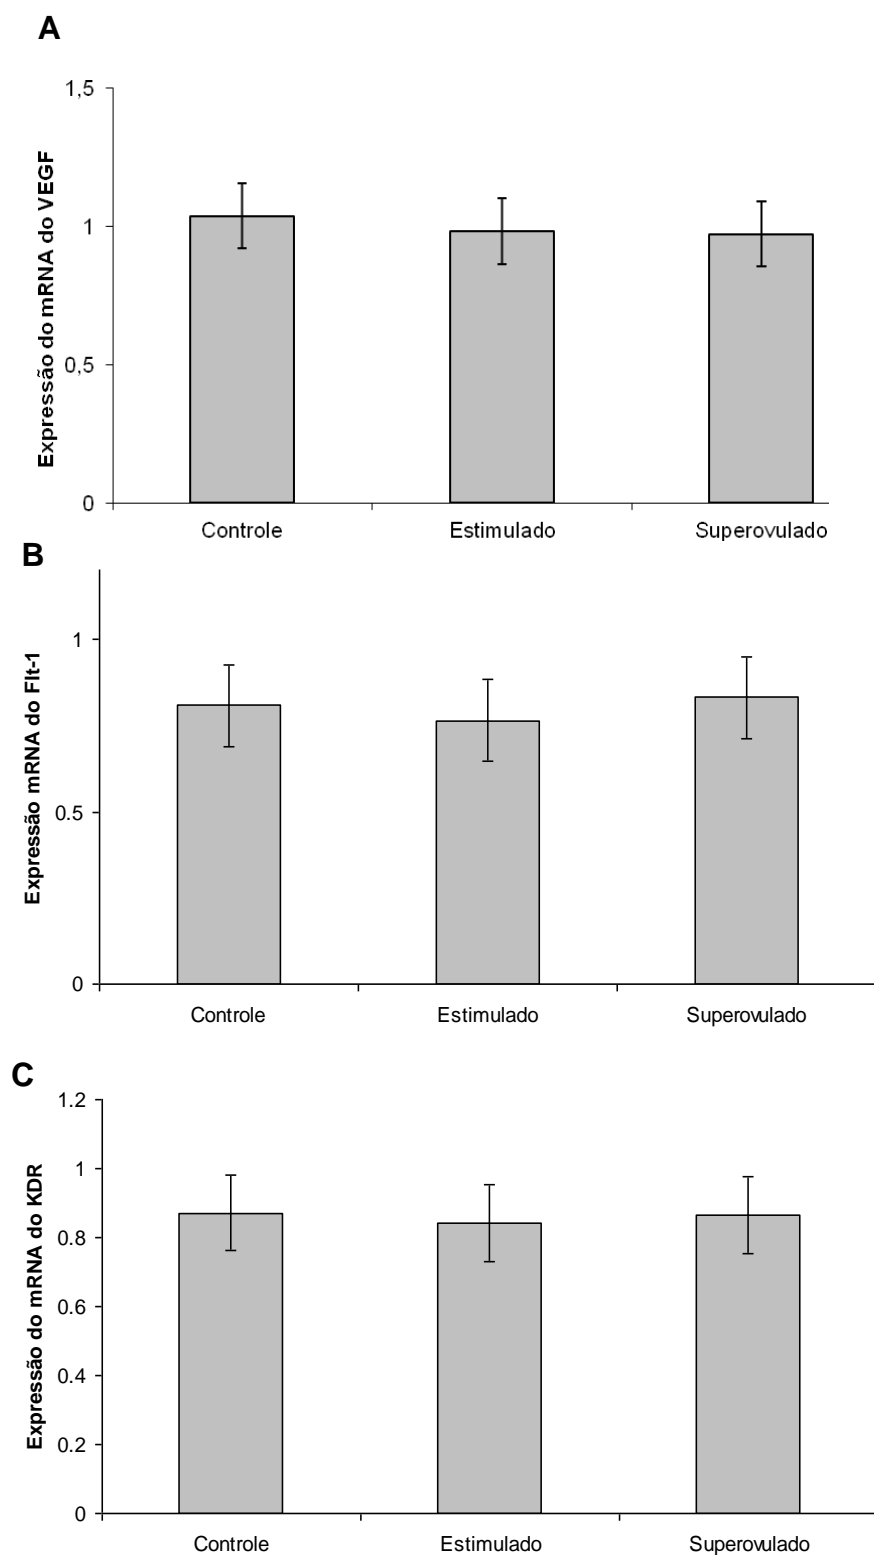 A
Expressão do mRNA do VEGF
1,5
1
0,5
0
Controle Estimulado Superovulado
B
Expressão mRNA do Flt-1
1
0.5
0
Controle Estimulado Superovulado
C
Expressão do mRNA do KDR
1.2
1
0.8
0.6
0.4
0.2
0
Controle Estimulado Superovulado